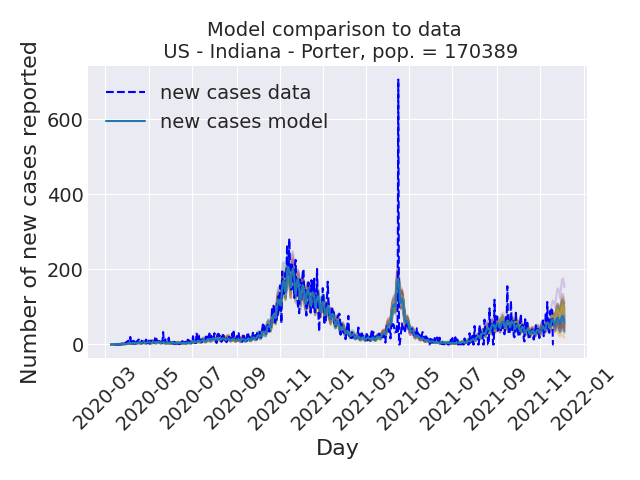 Model comparison to data
US - Indiana - Porter, pop. = 170389
new cases data
new cases model
Number of new cases reported
600
400
200
0
2020-03
2020-05
2020-07
2020-09
2020-11
2021-01
2021-03
2021-05
2021-07
2021-09
2021-11
2022-01
Day